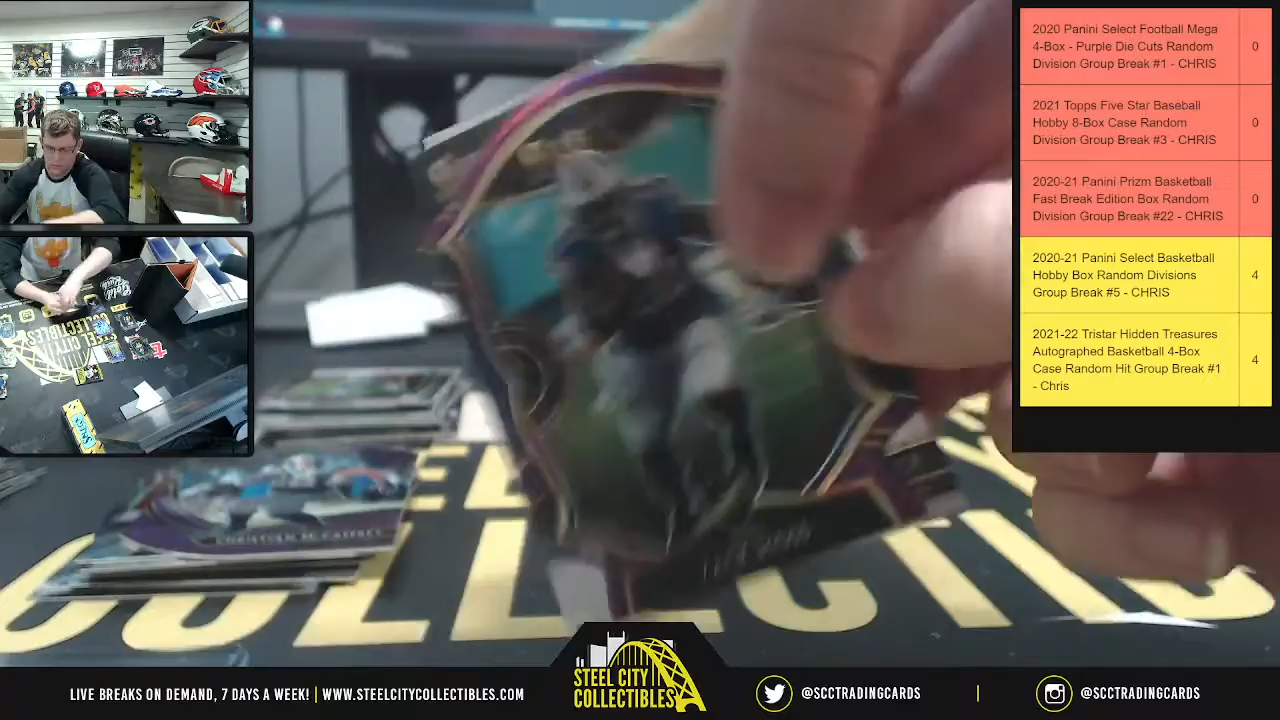 2020 Panini Select Football Mega
4-Box - Purple Die Cuts Random
Division Group Break #1 - CHRIS
0
2021 Topps Five Star Baseball
Hobby 8-Box Case Random
Division Group Break #3 - CHRIS
0
2020-21 Panini Prizm Basketball
Fast Break Edition Box Random
Division Group Break #22 - CHRIS
0
2020-21 Panini Select Basketball
Hobby Box Random Divisions
Group Break #5 - CHRIS
4
2021-22 Tristar Hidden Treasures
Autographed Basketball 4-Box
Case Random Hit Group Break #1
- Chris
4
CHRISTIAN McCAFFREY
STEEL CITY
COLLECTIBLES
LIVE BREAKS ON DEMAND, 7 DAYS A WEEK! | WWW.STEELCITYCOLLECTIBLES.COM
@SCCTRADINGCARDS | @SCCTRADINGCARDS